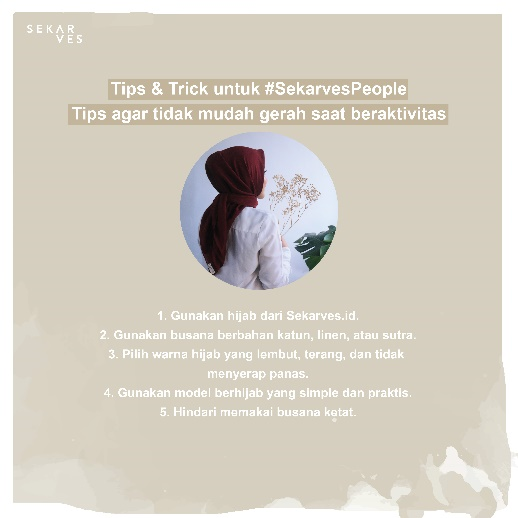 SEKAR
VES
Tips & Trick untuk #SekarvesPeople
Tips agar tidak mudah gerah saat beraktivitas
1. Gunakan hijab dari Sekarves.id.
2. Gunakan busana berbahan katun, linen, atau sutra.
3. Pilih warna hijab yang lembut, terang, dan tidak
menyerap panas.
4. Gunakan model berhijab yang simple dan praktis.
5. Hindari memakai busana ketat.